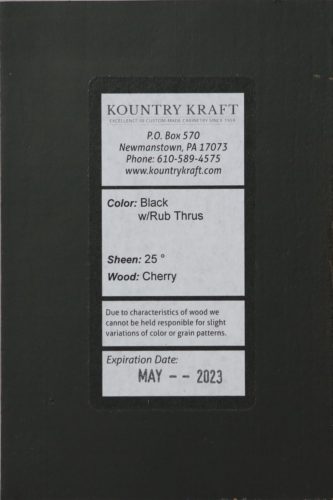 KOUNTRY KRAFT
EXCELLENCE IN CUSTOM-MADE CABINETRY SINCE 1959
P.O. Box 570
Newmanstown, PA 17073
Phone: 610-589-4575
www.kountrykraft.com
Color: Black
w/Rub Thrus
Sheen: 25 °
Wood: Cherry
Due to characteristics of wood we
cannot be held responible for slight
variations of color or grain patterns.
Expiration Date:
MAY -- 2023